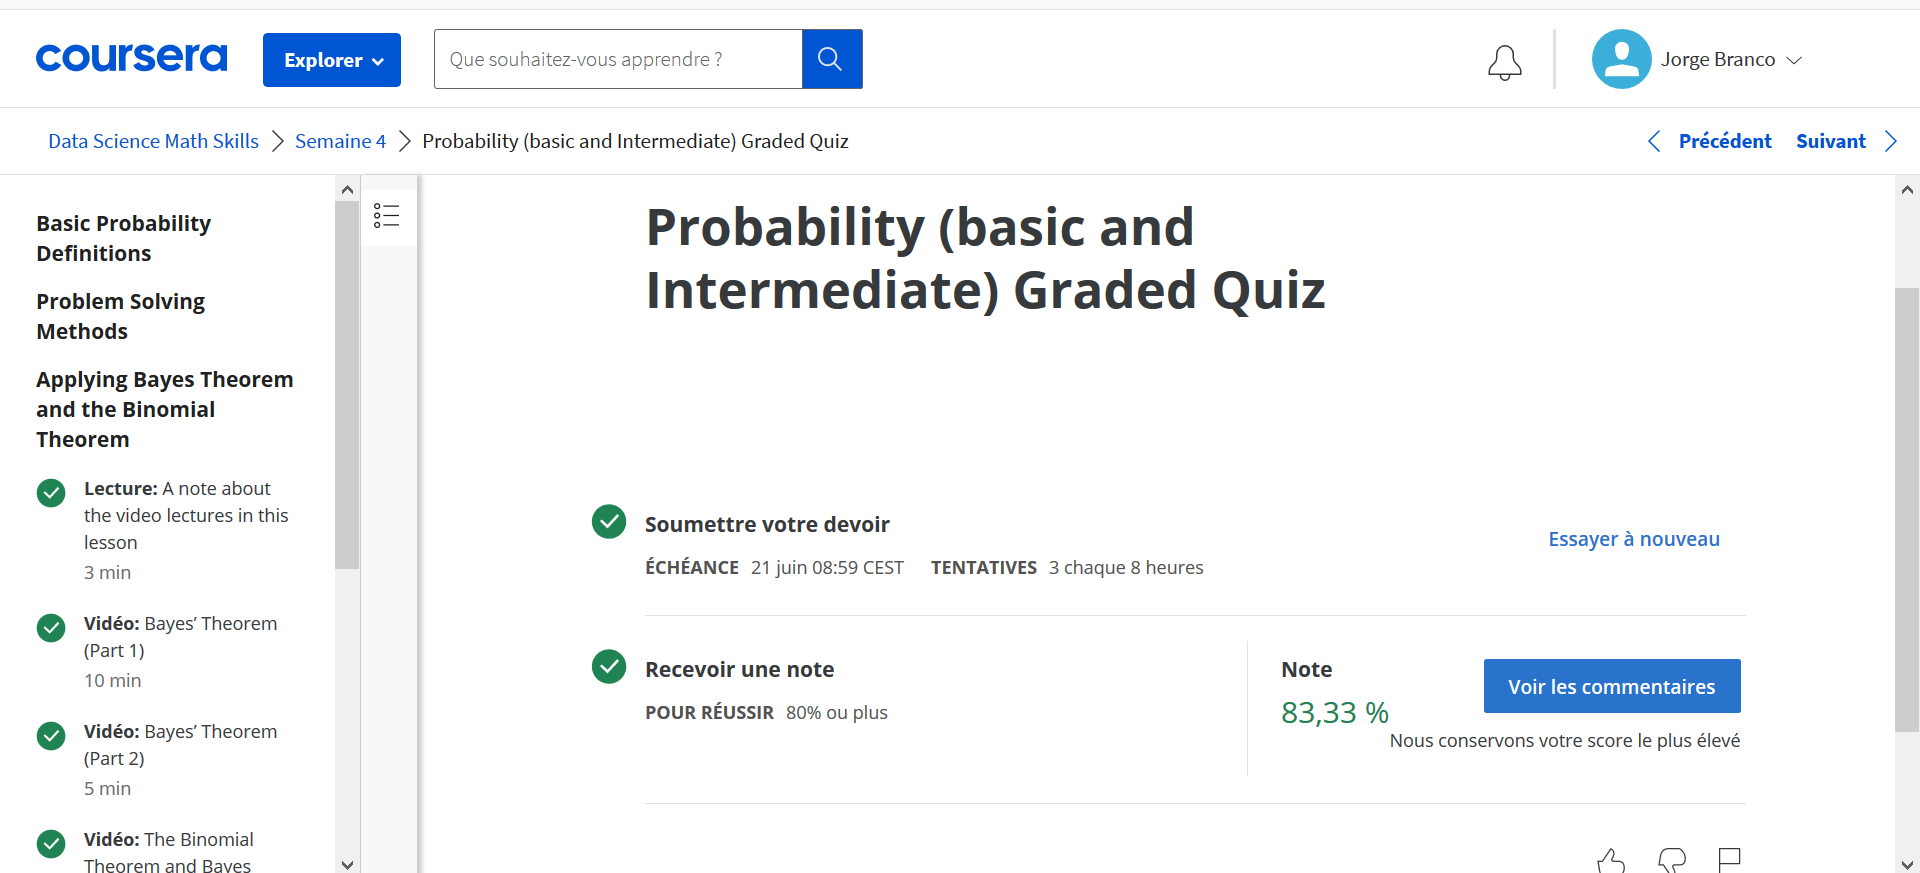 coursera
Explorer
Que souhaitez-vous apprendre ?
Jorge Branco
Data Science Math Skills
Semaine 4
Probability (basic and Intermediate) Graded Quiz
Précédent
Suivant
Basic Probability
Definitions
Problem Solving
Methods
Applying Bayes Theorem
and the Binomial
Theorem
Lecture: A note about
the video lectures in this
lesson
3 min
Vidéo: Bayes’ Theorem
(Part 1)
10 min
Vidéo: Bayes’ Theorem
(Part 2)
5 min
Vidéo: The Binomial
Theorem and Bayes
Probability (basic and
Intermediate) Graded Quiz
Soumettre votre devoir
ÉCHÉANCE 21 juin 08:59 CEST TENTATIVES 3 chaque 8 heures
Essayer à nouveau
Recevoir une note
POUR RÉUSSIR 80% ou plus
Note
83,33 %
Voir les commentaires
Nous conservons votre score le plus élevé